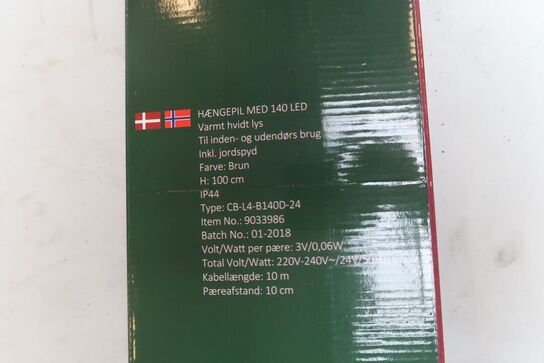 HÆNGEPIL MED 140 LED
Varmt hvidt lys
Til inden- og udendørs brug
Inkl. jordspyd
Farve: Brun
H: 100 cm
IP44
Type: CB-L4-B140D-24
Item No.: 9033986
Batch No.: 01-2018
Volt/Watt per pære: 3V/0,06W
Total Volt/Watt: 220V-240V~/24V/
Kabellængde: 10 m
Pæreafstand: 10 cm